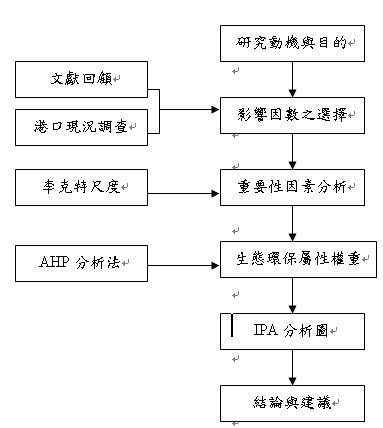 研究動機與目的
文獻回顧
港口現況調查
影響因數之選擇
李克特尺度
重要性因素分析
AHP 分析法
生態環保屬性權重
IPA 分析圖
結論與建議